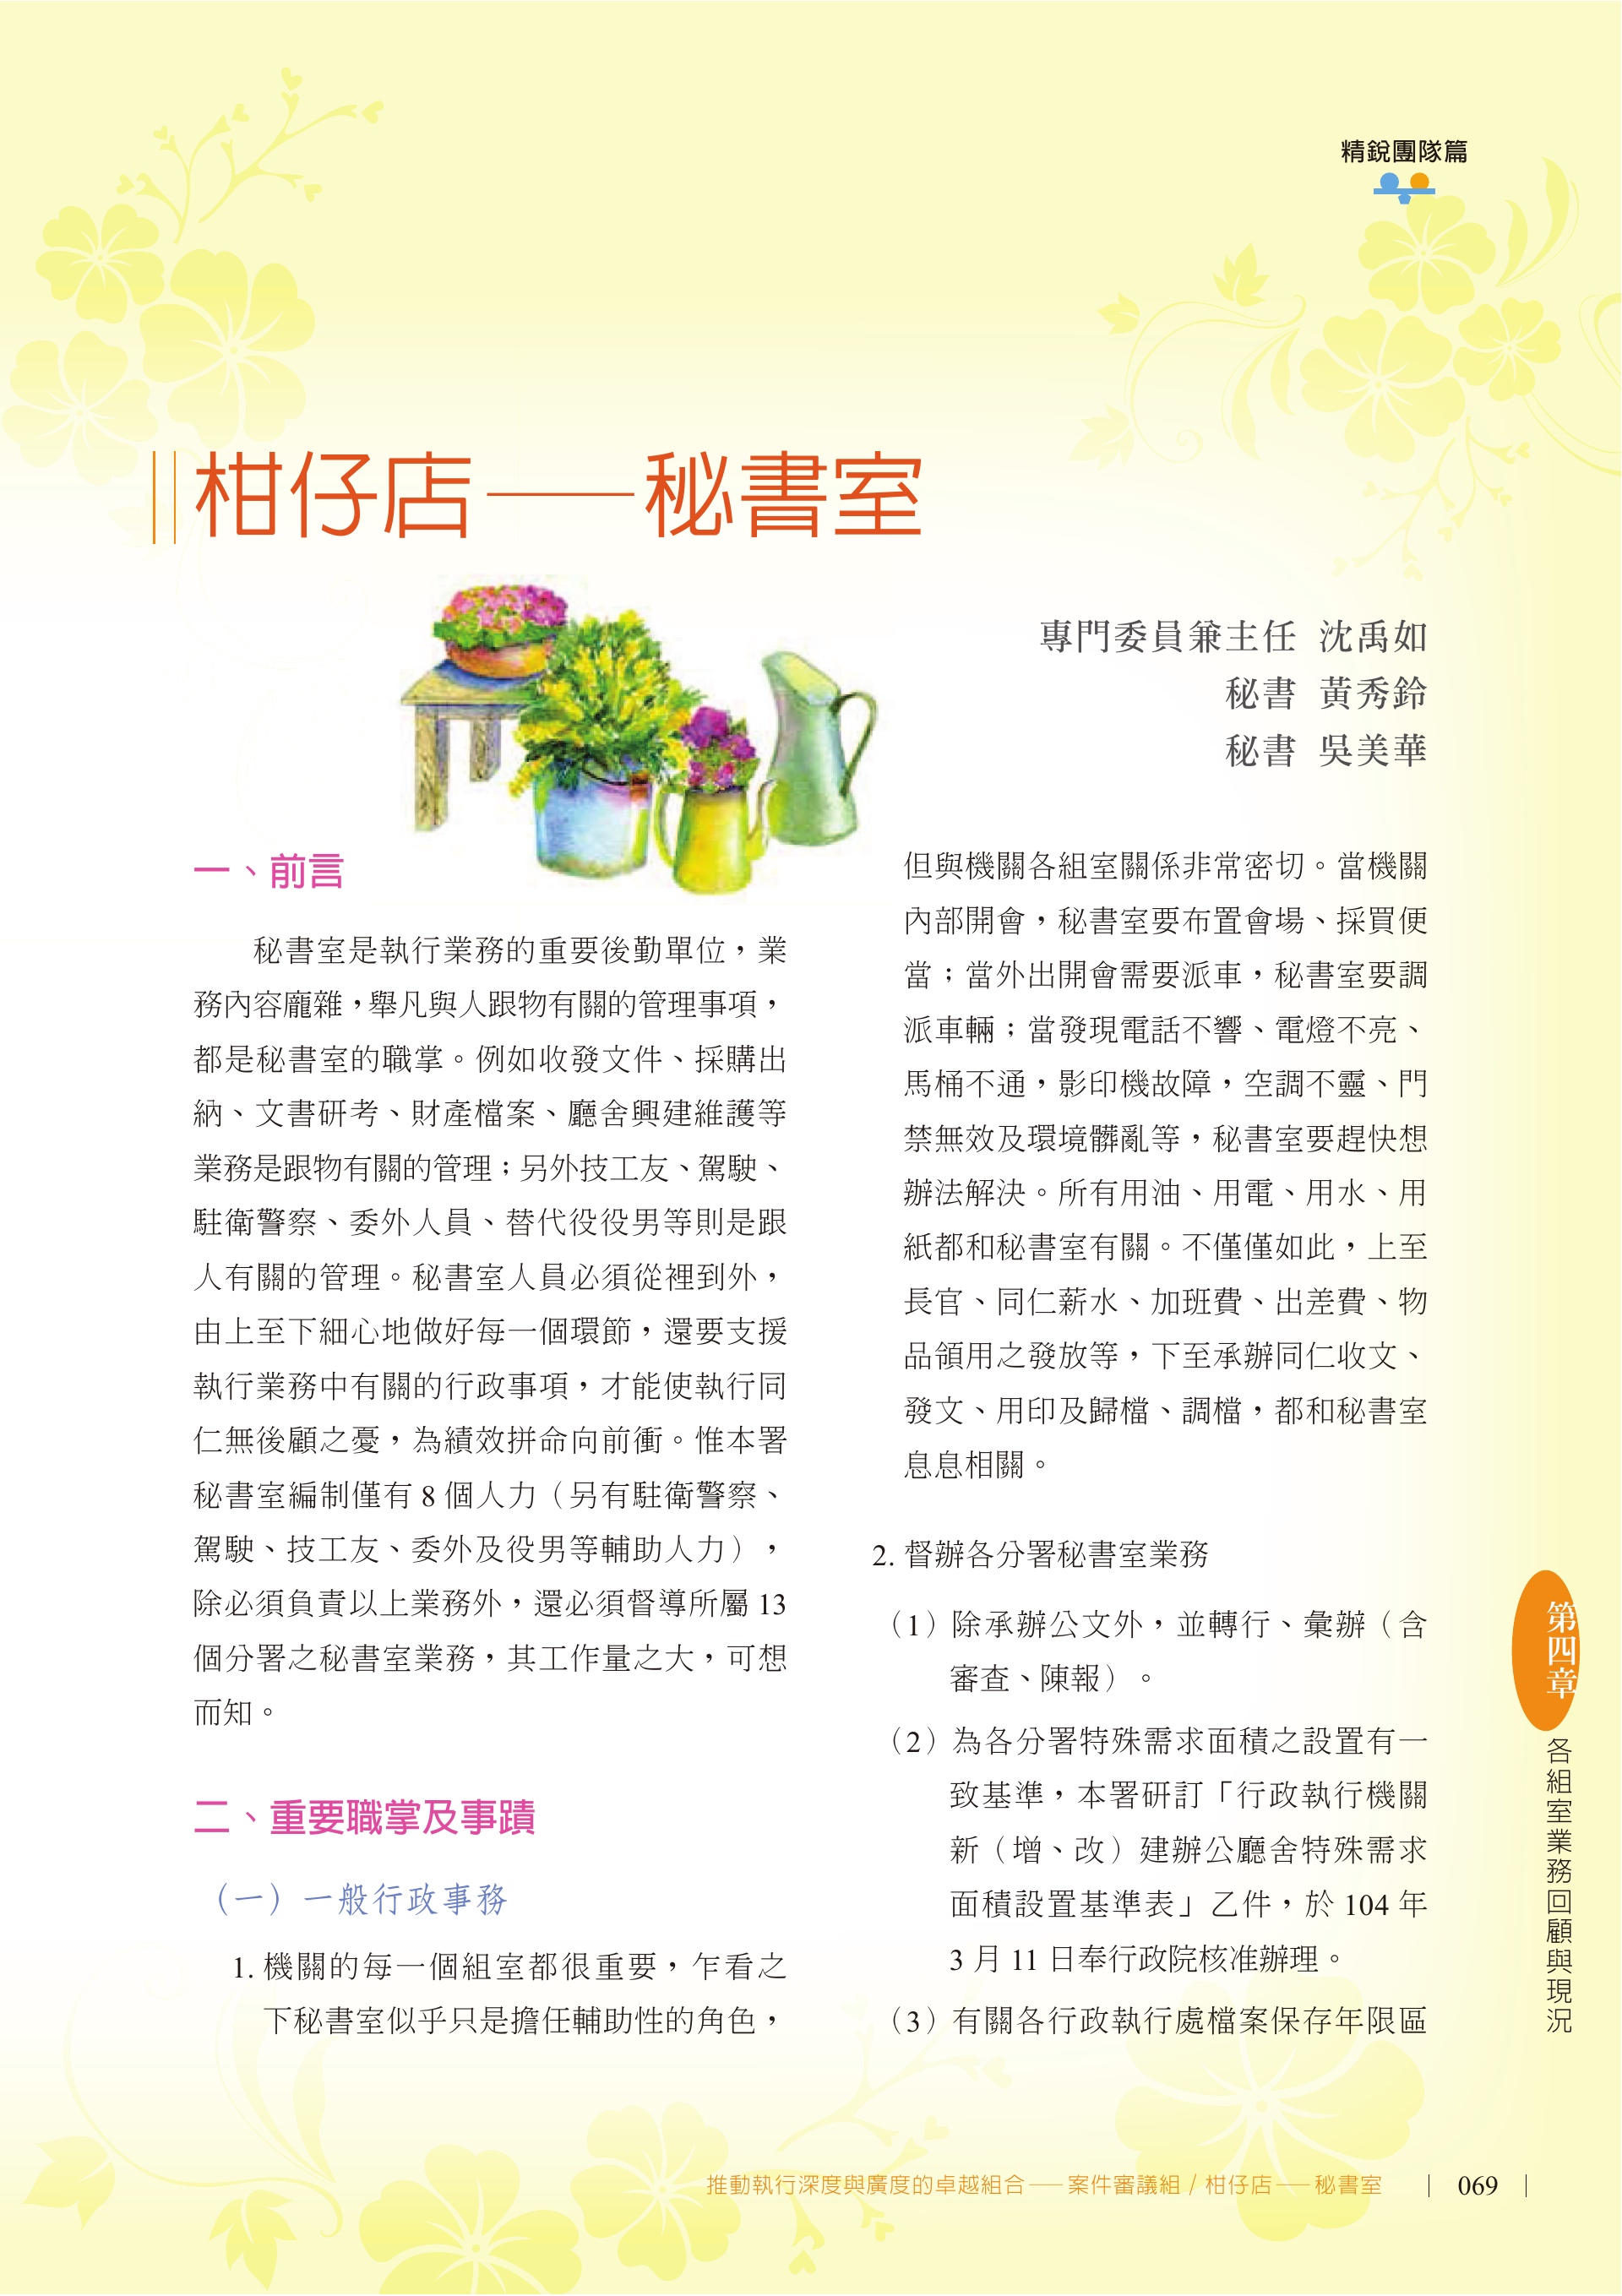 精銳團隊篇
柑仔店——秘書室
專門委員兼主任 沈禹如
秘書 黃秀鈴
秘書 吳美華
一、前言
秘書室是執行業務的重要後勤單位，業
務內容龐雜，舉凡與人跟物有關的管理事項，
都是秘書室的職掌。例如收發文件、採購出
納、文書研考、財產檔案、廳舍興建維護等
業務是跟物有關的管理；另外技工友、駕駛、
駐衛警察、委外人員、替代役役男等則是跟
人有關的管理。秘書室人員必須從裡到外，
由上至下細心地做好每一個環節，還要支援
執行業務中有關的行政事項，才能使執行同
仁無後顧之憂，為績效拼命向前衝。惟本署
秘書室編制僅有 8 個人力（另有駐衛警察、
駕駛、技工友、委外及役男等輔助人力），
除必須負責以上業務外，還必須督導所屬 13
個分署之秘書室業務，其工作量之大，可想
而知。
二、重要職掌及事蹟
（一）一般行政事務
1. 機關的每一個組室都很重要，乍看之
下秘書室似乎只是擔任輔助性的角色，
但與機關各組室關係非常密切。當機關
內部開會，秘書室要布置會場、採買便
當；當外出開會需要派車，秘書室要調
派車輛；當發現電話不響、電燈不亮、
馬桶不通，影印機故障，空調不靈、門
禁無效及環境髒亂等，秘書室要趕快想
辦法解決。所有用油、用電、用水、用
紙都和秘書室有關。不僅僅如此，上至
長官、同仁薪水、加班費、出差費、物
品領用之發放等，下至承辦同仁收文、
發文、用印及歸檔、調檔，都和秘書室
息息相關。
2. 督辦各分署秘書室業務
（1）除承辦公文外，並轉行、彙辦（含
審查、陳報）。
（2）為各分署特殊需求面積之設置有一
致基準，本署研訂「行政執行機關
新（增、改）建辦公廳舍特殊需求
面積設置基準表」乙件，於 104 年
3 月 11 日奉行政院核准辦理。
（3）有關各行政執行處檔案保存年限區
第四章
各組室業務回顧與現況
推動執行深度與廣度的卓越組合——案件審議組 / 柑仔店——秘書室 | 069 |